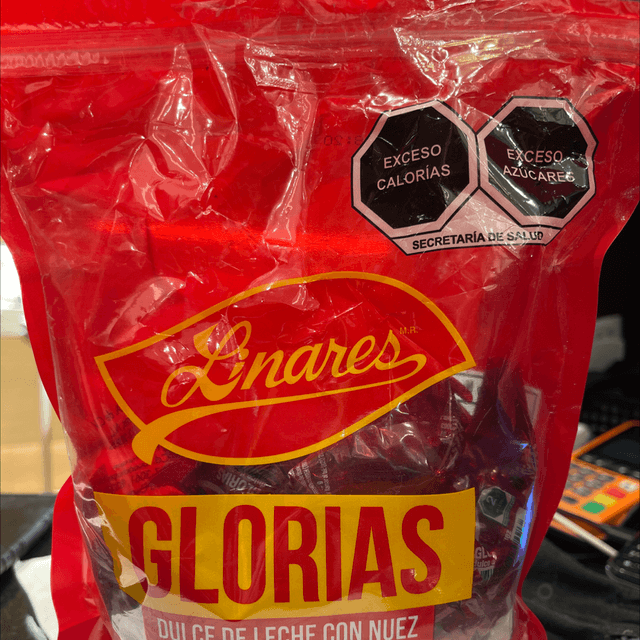 EXCESO
CALORÍAS
EXCESO
AZÚCARES
SECRETARÍA DE SALUD
Linares M.R.
GLORIAS
DULCE DE LECHE CON NUEZ